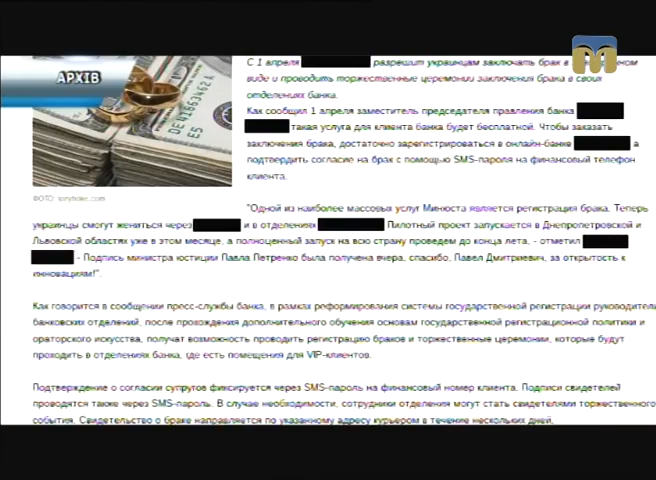 АРХІВ
С 1 апреля разрешит украинцам заключать брак в
виде и проводить торжественные церемонии заключения брака в своих
отделениях банка.
Как сообщил 1 апреля заместитель председателя правления банка
такая услуга для клиента банка будет бесплатной. Чтобы заказать
заключения брака, достаточно зарегистрироваться в онлайн-банке а
подтвердить согласие на брак с помощью SMS-пароля на финансовый телефон
клиента.
ФОТО:
"Одной из наиболее массовых услуг Минюста является регистрация брака. Теперь
украинцы смогут жениться через и в отделениях Пилотный проект запускается в Днепропетровской и
Львовской областях уже в этом месяце, а полноценный запуск на всю страну проведем до конца лета, - отметил
- Подпись министра юстиции Павла Петренко была получена вчера, спасибо, Павел Дмитриевич, за открытость к
инновациям!".
Как говорится в сообщении пресс-службы банка, в рамках реформирования системы государственной регистрации руководитель
банковских отделений, после прохождения дополнительного обучения основам государственной регистрационной политики и
ораторского искусства, получат возможность проводить регистрацию браков и торжественные церемонии, которые будут
проходить в отделениях банка, где есть помещения для VIP-клиентов.
Подтверждение о согласии супругов фиксируется через SMS-пароль на финансовый номер клиента. Подписи свидетелей
проводятся также через SMS-пароль. В случае необходимости, сотрудники отделения могут стать свидетелями торжественного
события. Свидетельство о браке направляется по указанному адресу курьером в течение нескольких дней.